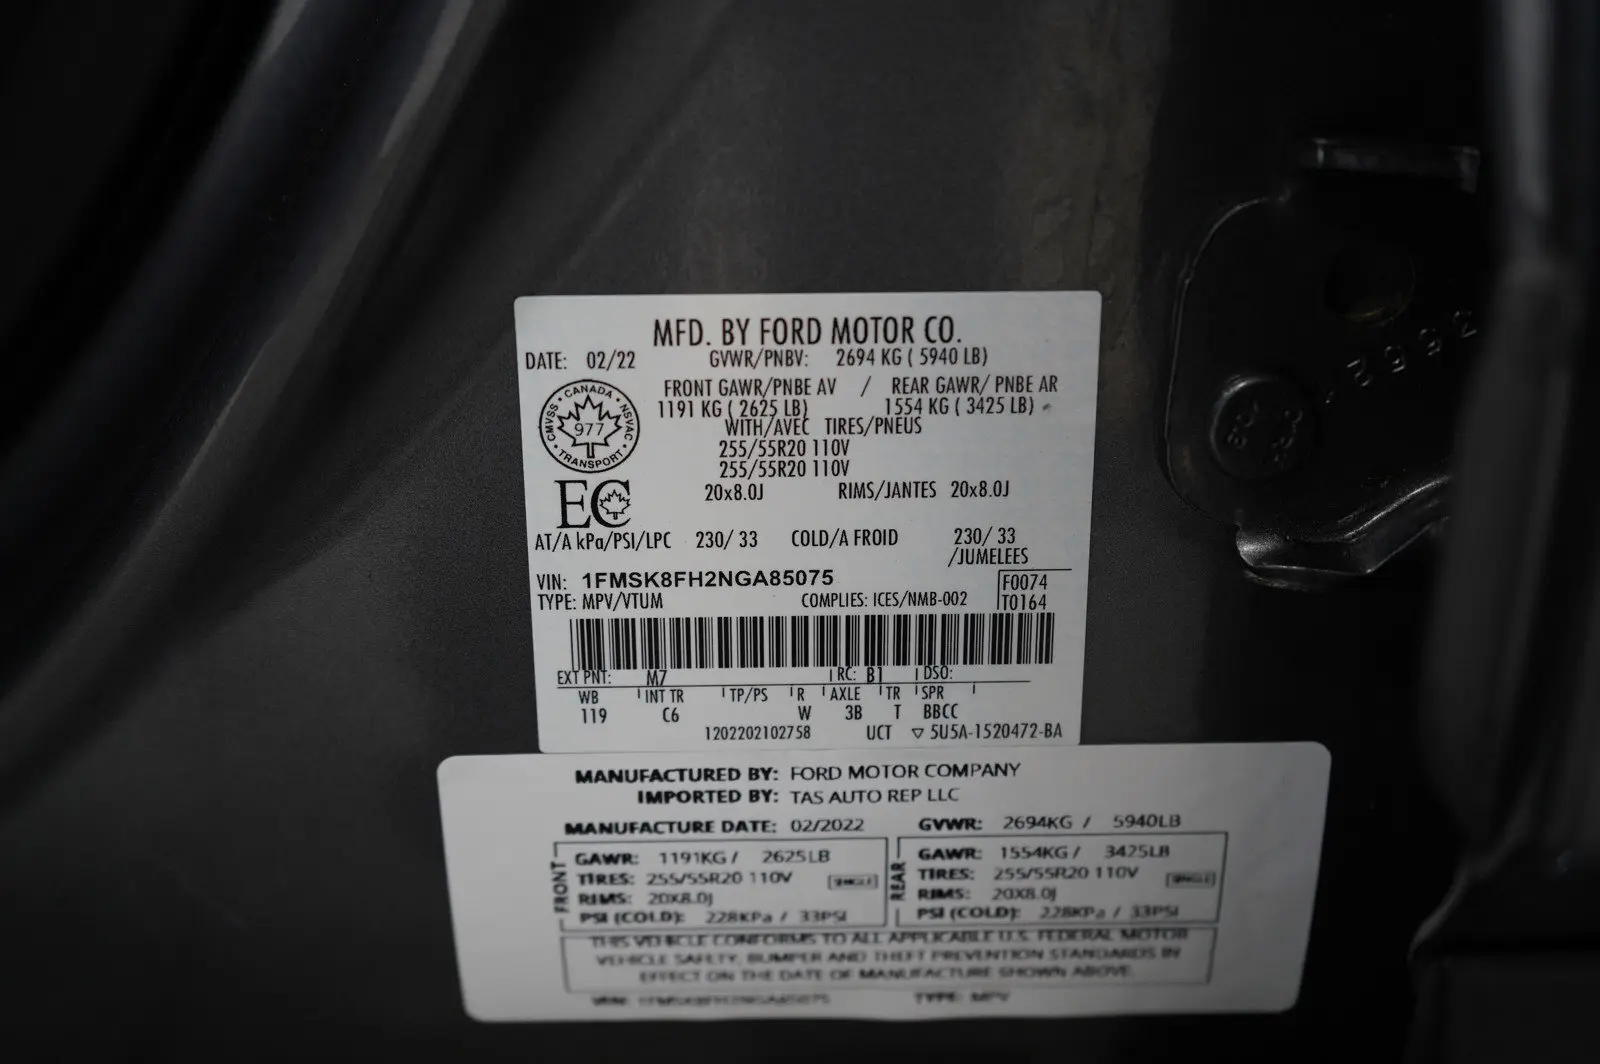 MFD. BY FORD MOTOR CO.
DATE: 02/22 GVWR/PNBV: 2694 KG ( 5940 LB)
FRONT GAWR/PNBE AV / REAR GAWR/ PNBE AR
1191 KG ( 2625 LB) 1554 KG ( 3425 LB)
WITH/AVEC TIRES/PNEUS
255/55R20 110V
255/55R20 110V
20x8.0J RIMS/JANTES 20x8.0J
CANADA
CMVSS NSVAC
977
TRANSPORT
EC
AT/A kPa/PSI/LPC 230/ 33 COLD/A FROID 230/ 33
/JUMELEES
VIN: 1FMSK8FH2NGA85075 F0074
TYPE: MPV/VTUM COMPLIES: ICES/NMB-002 T0164
EXT PNT: M7 RC: B1 DSO:
WB INT TR TP/PS R AXLE TR SPR
119 C6 W 3B T BBCC
1202202102758 UCT ▽ 5U5A-1520472-BA
MANUFACTURED BY: FORD MOTOR COMPANY
IMPORTED BY: TAS AUTO REP LLC
MANUFACTURE DATE: 02/2022 GVWR: 2694KG / 5940LB
FRONT
GAWR: 1191KG / 2625LB
TIRES: 255/55R20 110V SINGLE
RIMS: 20X8.0J
PSI (COLD): 228KPa / 33PSI
REAR
GAWR: 1554KG / 3425LB
TIRES: 255/55R20 110V SINGLE
RIMS: 20X8.0J
PSI (COLD): 228KPa / 33PSI
THIS VEHICLE CONFORMS TO ALL APPLICABLE U.S. FEDERAL MOTOR
VEHICLE SAFETY, BUMPER AND THEFT PREVENTION STANDARDS IN
EFFECT ON THE DATE OF MANUFACTURE SHOWN ABOVE.
VIN: 1FMSK8FH2NGA85075 TYPE: MPV